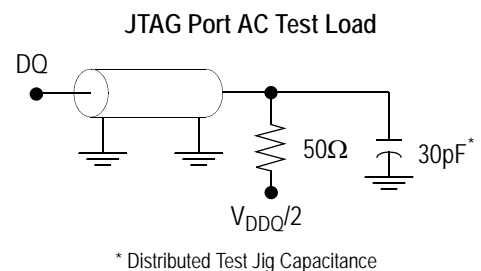 JTAG Port AC Test Load
DQ
50Ω
30pF*
VDDQ/2
* Distributed Test Jig Capacitance